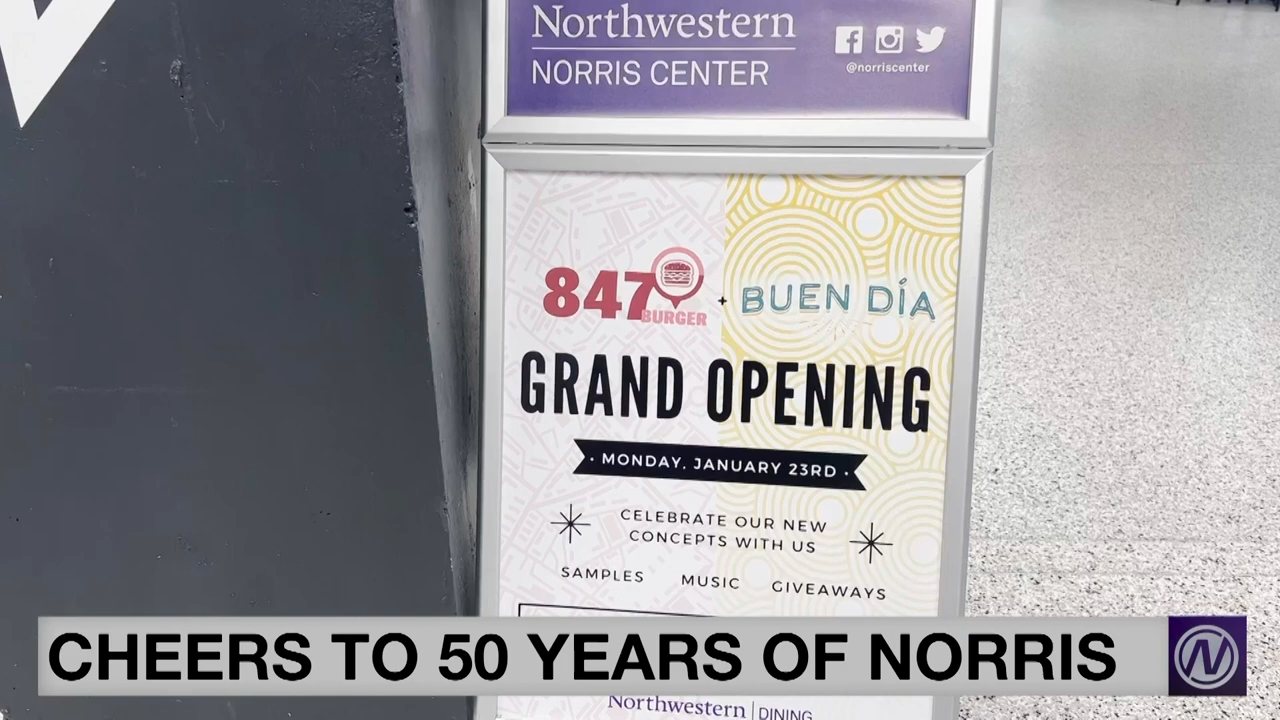 Northwestern
NORRIS CENTER
@norriscenter
847
BURGER
+
BUEN DÍA
GRAND OPENING
· MONDAY, JANUARY 23RD ·
CELEBRATE OUR NEW
CONCEPTS WITH US
SAMPLES MUSIC GIVEAWAYS
CHEERS TO 50 YEARS OF NORRIS
N
Northwestern | DINING